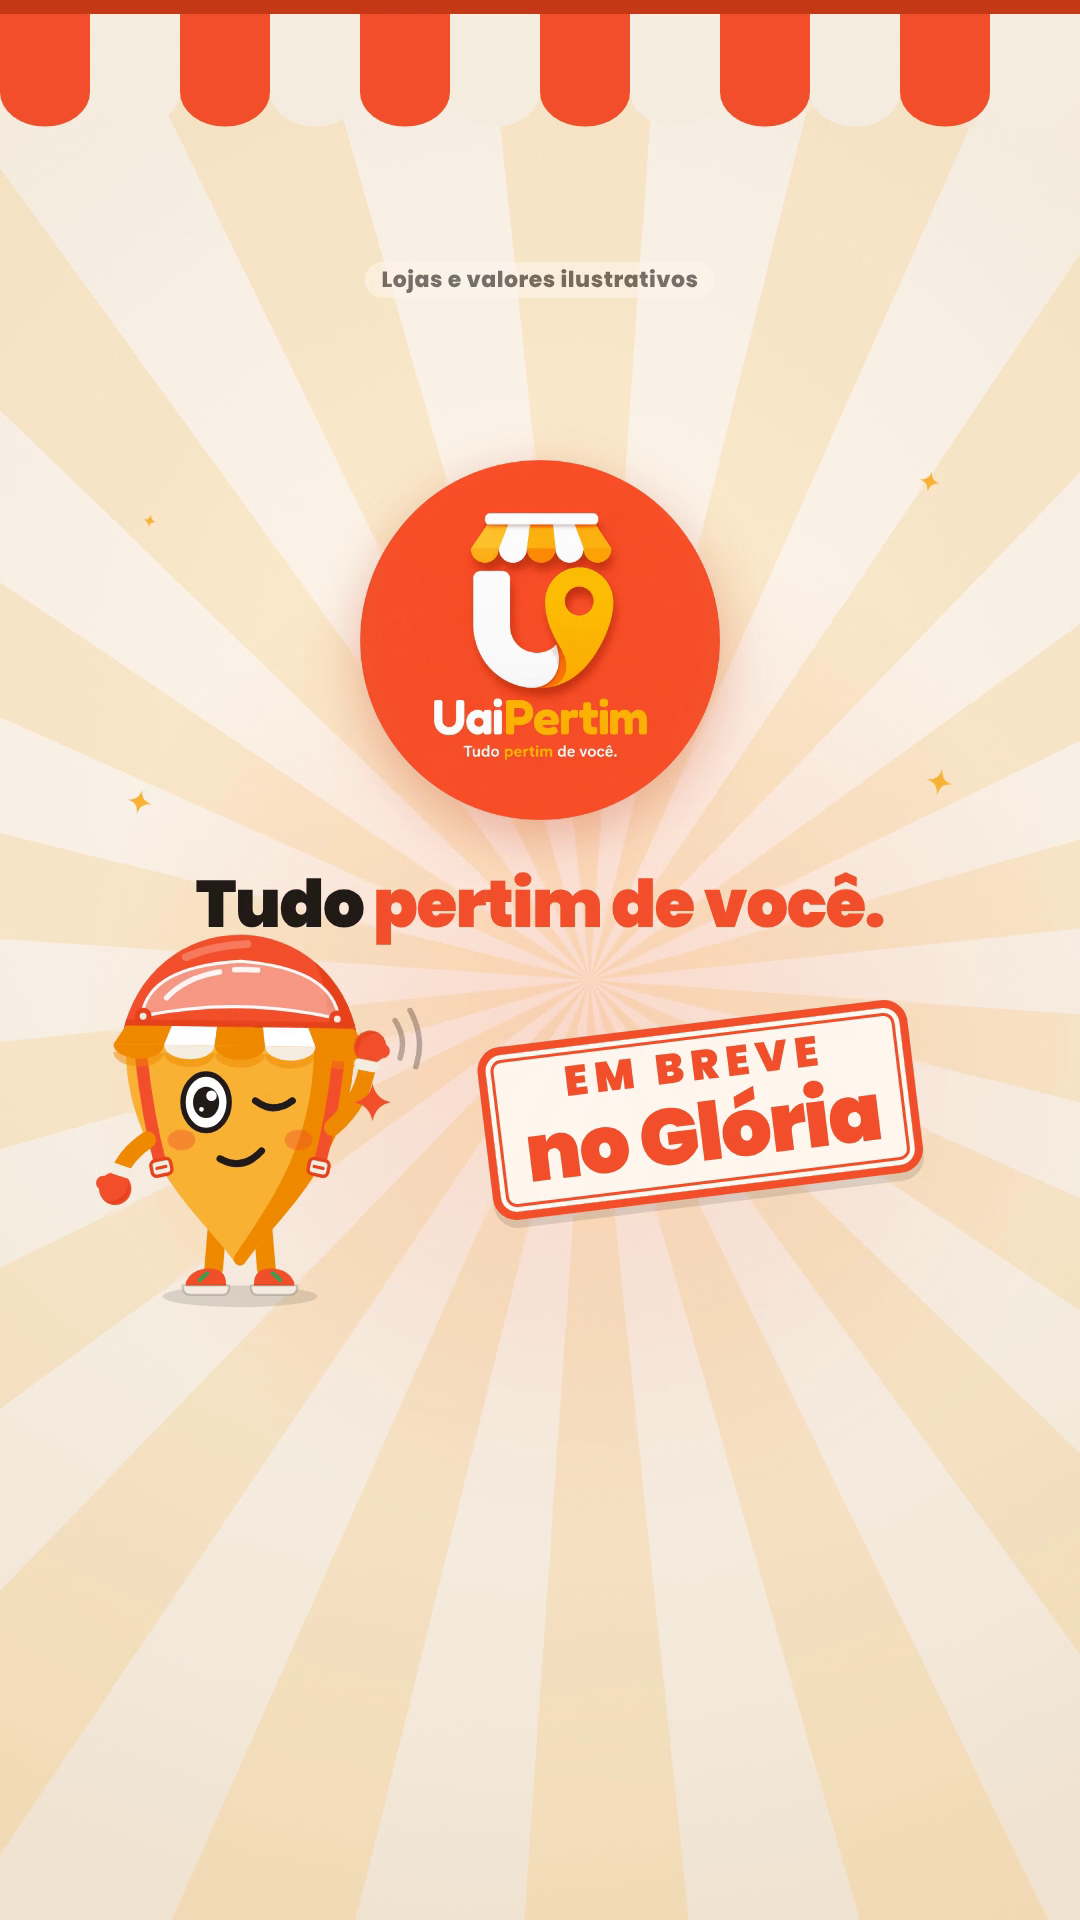 Lojas e valores ilustrativos
UaiPertim
Tudo pertim de você.
Tudo pertim de você.
EM BREVE
no Glória